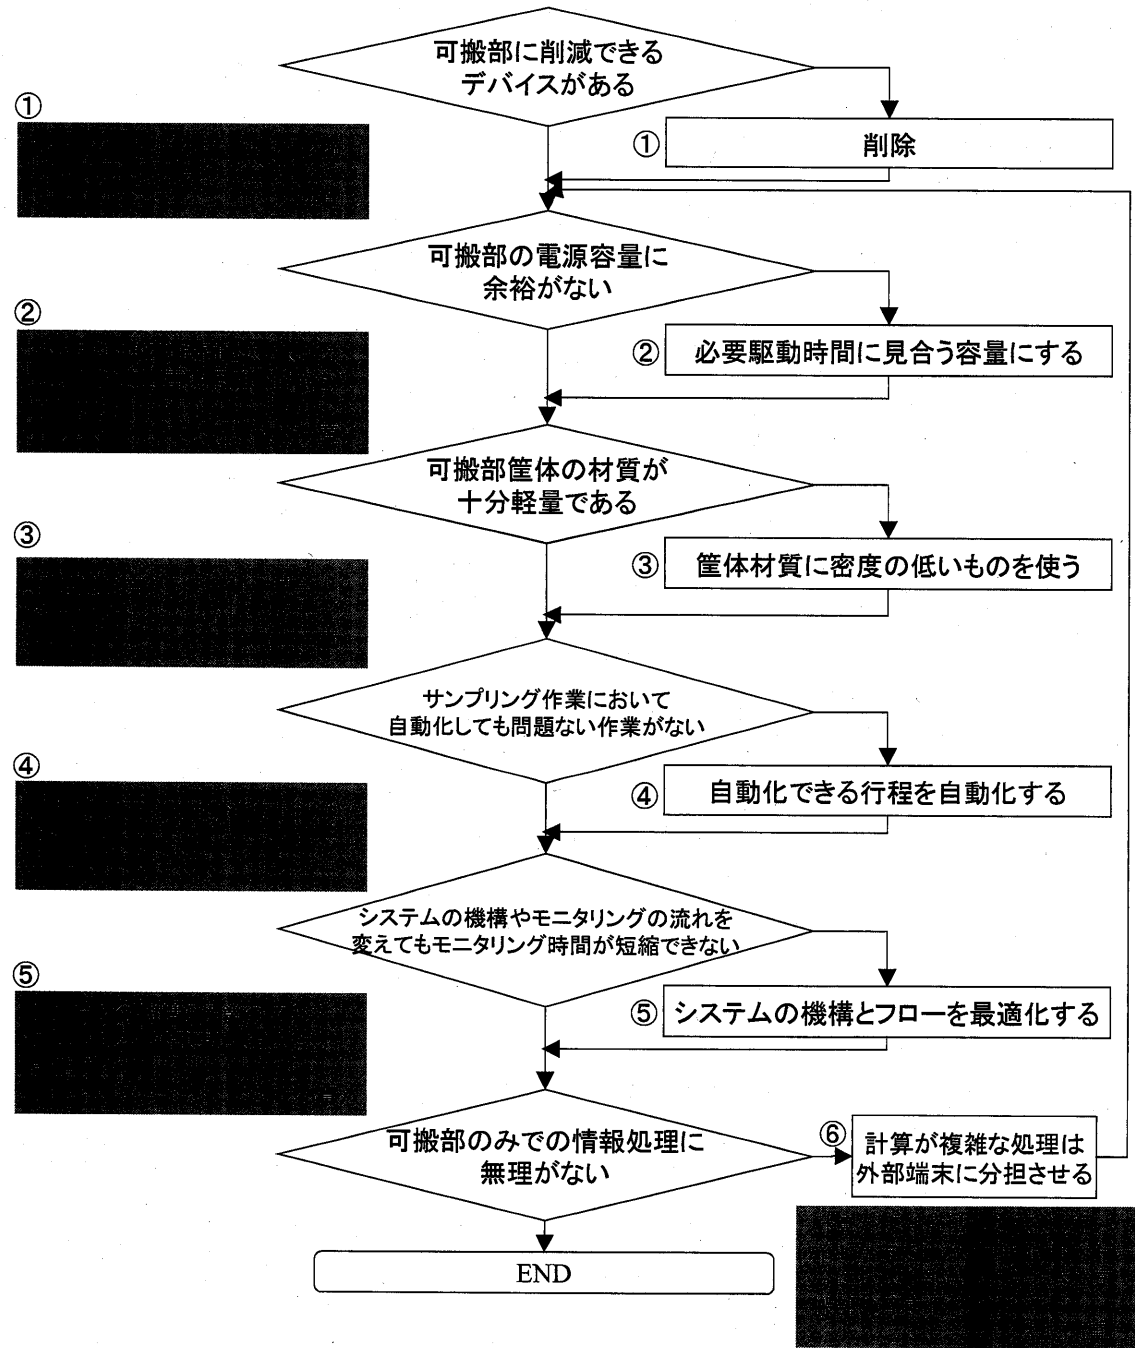 可搬部に削減できる
デバイスがある
①
① 削除
可搬部の電源容量に
余裕がない
②
② 必要駆動時間に見合う容量にする
可搬部筐体の材質が
十分軽量である
③
③ 筐体材質に密度の低いものを使う
サンプリング作業において
自動化しても問題ない作業がない
④
④ 自動化できる行程を自動化する
システムの機構やモニタリングの流れを
変えてもモニタリング時間が短縮できない
⑤
⑤ システムの機構とフローを最適化する
可搬部のみでの情報処理に
無理がない
⑥ 計算が複雑な処理は
外部端末に分担させる
END